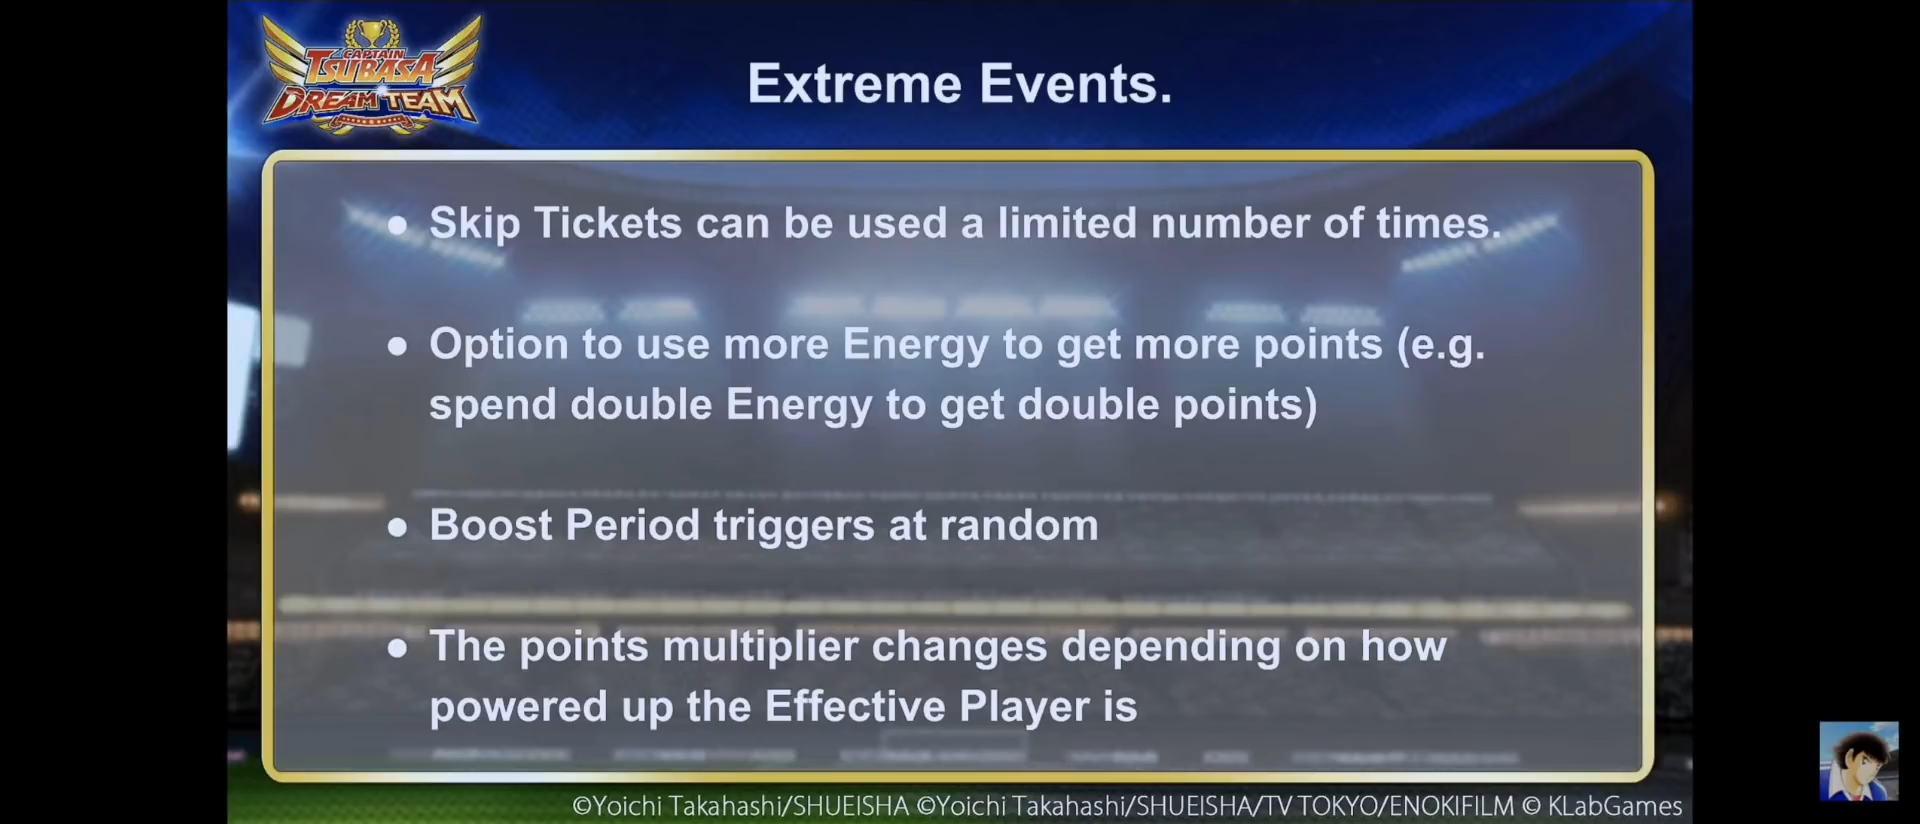 CAPTAIN
TSUBASA
DREAM TEAM
Extreme Events.
● Skip Tickets can be used a limited number of times.
● Option to use more Energy to get more points (e.g.
spend double Energy to get double points)
● Boost Period triggers at random
● The points multiplier changes depending on how
powered up the Effective Player is
©Yoichi Takahashi/SHUEISHA ©Yoichi Takahashi/SHUEISHA/TV TOKYO/ENOKIFILM © KLabGames